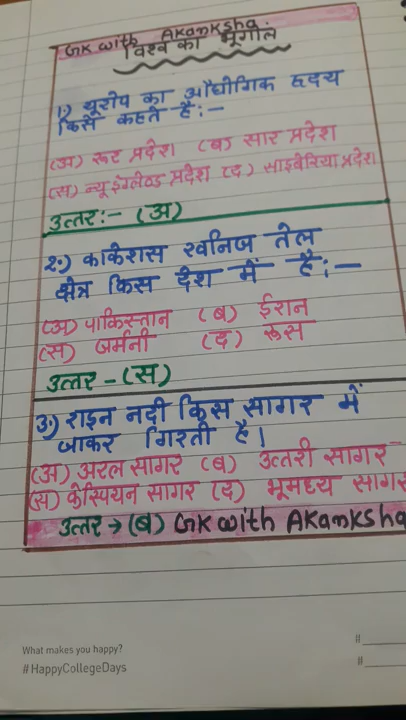 GK with Akanksha.
विश्व का भूगोल
1.) यूरोप का औद्योगिक हृदय
किसे कहते है:-
(अ) रूर प्रदेश (ब) सार प्रदेश
(स) न्यू इंग्लैण्ड प्रदेश (द) साइबेरिया प्रदेश
उत्तर:- (अ)
2.) काकेशस खनिज तेल
क्षेत्र किस देश में है:-
(अ) पाकिस्तान (ब) ईरान
(स) जर्मनी (द) रूस
उत्तर - (स)
3.) राइन नदी किस सागर में
जाकर गिरती है।
(अ) अरल सागर (ब) उत्तरी सागर
(स) केस्पियन सागर (द) भूमध्य सागर
उत्तर → (ब) GK with Akanksha
What makes you happy?
#HappyCollegeDays
#
#